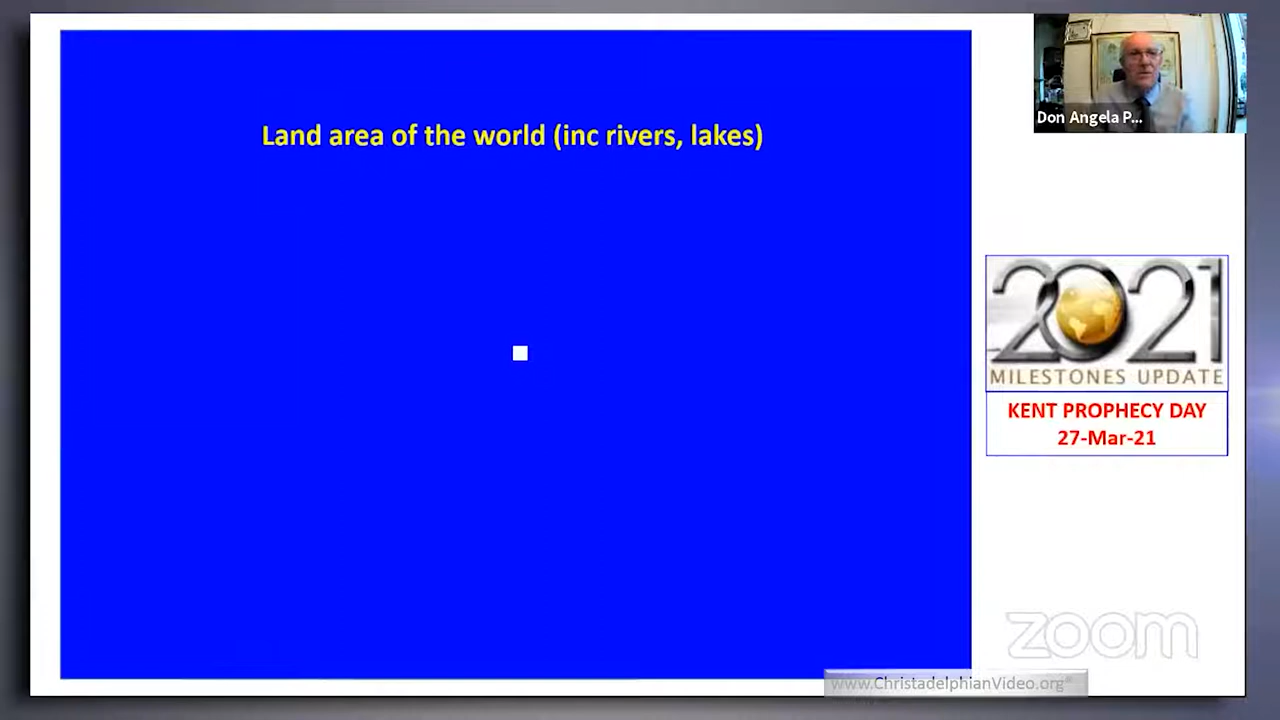 Land area of the world (inc rivers, lakes)
Don Angela P...
2021
MILESTONES UPDATE
KENT PROPHECY DAY
27-Mar-21
zoom
www.ChristadelphianVideo.org